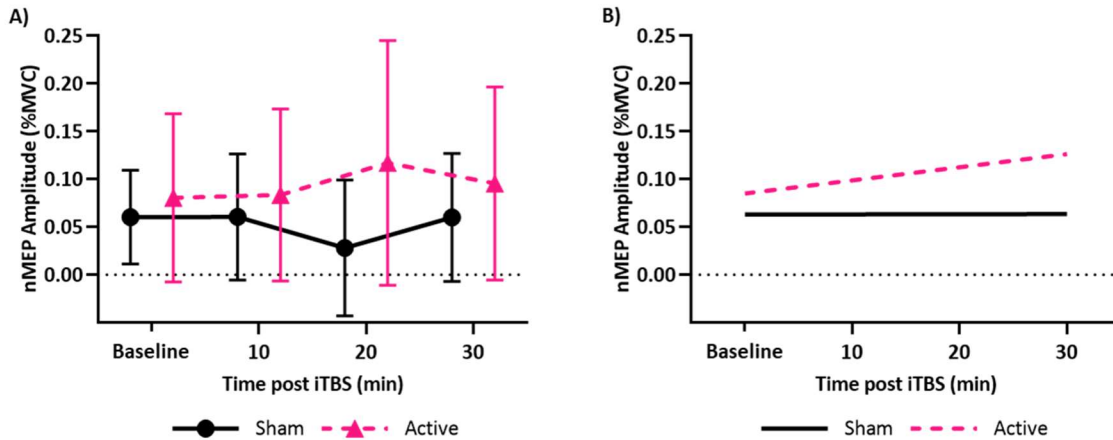 A)
nMEP Amplitude (%MVC)
0.25
0.20
0.15
0.10
0.05
0.00
Baseline 10 20 30
Time post iTBS (min)
Sham Active
B)
nMEP Amplitude (%MVC)
0.25
0.20
0.15
0.10
0.05
0.00
Baseline 10 20 30
Time post iTBS (min)
Sham Active